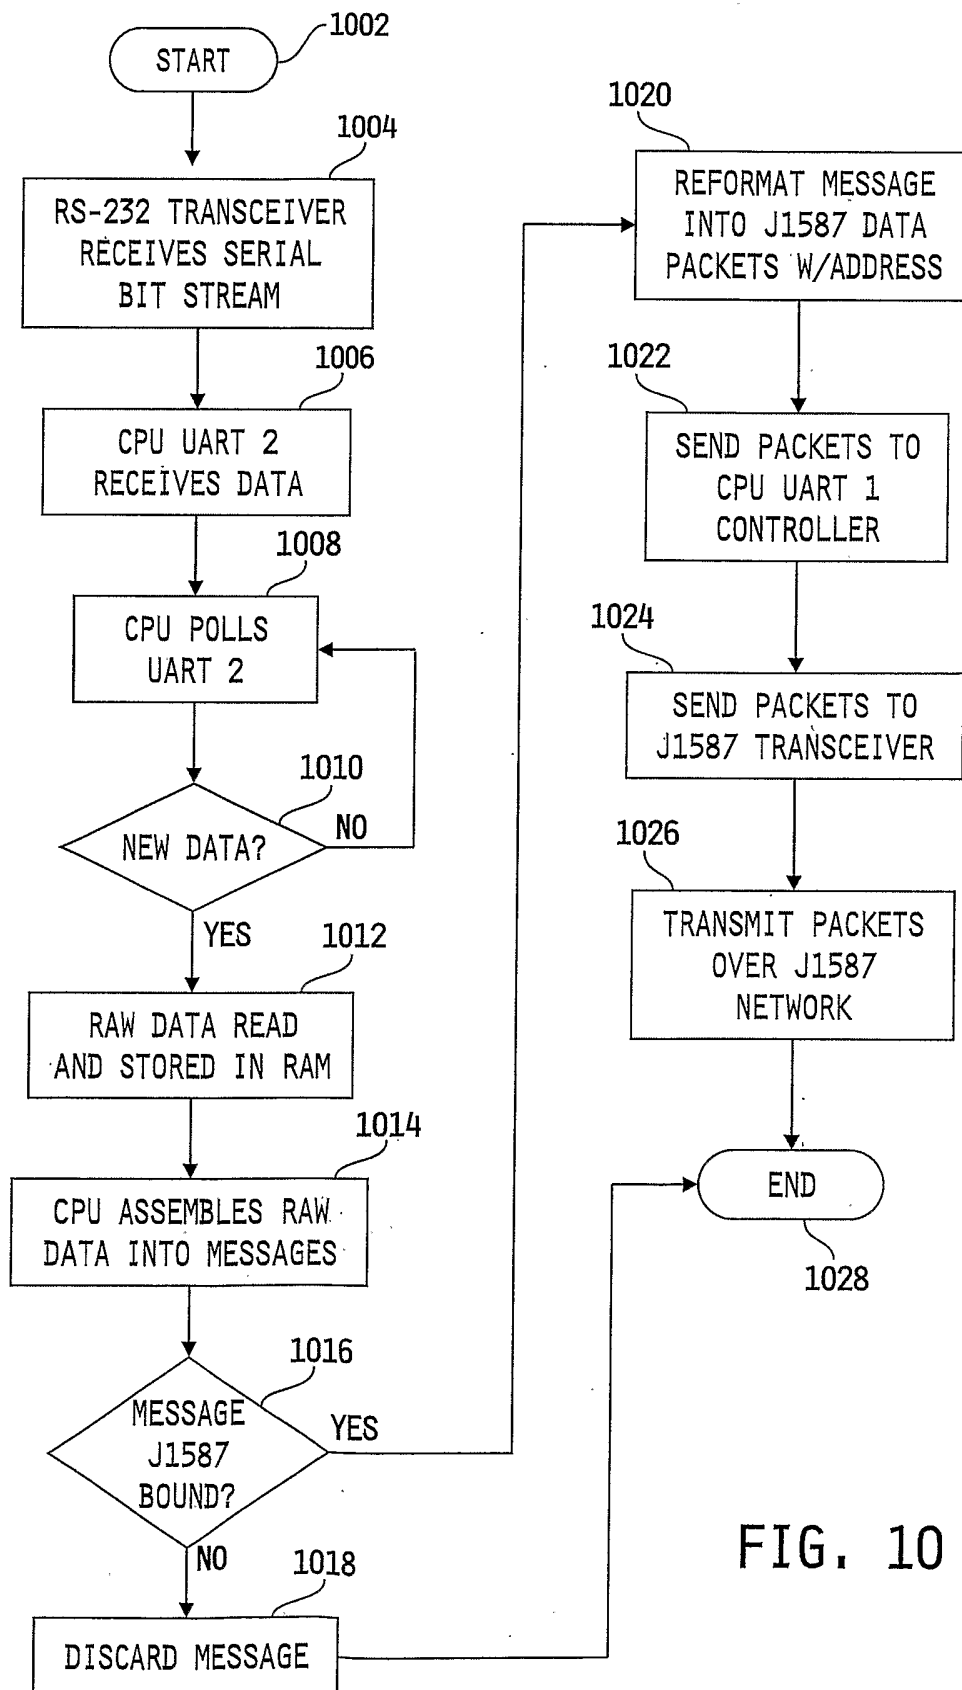 1002
START
1004
RS-232 TRANSCEIVER
RECEIVES SERIAL
BIT STREAM
1006
CPU UART 2
RECEIVES DATA
1008
CPU POLLS
UART 2
1010
NEW DATA?
NO
YES
1012
RAW DATA READ
AND STORED IN RAM
1014
CPU ASSEMBLES RAW
DATA INTO MESSAGES
1016
MESSAGE
J1587
BOUND?
YES
NO
1018
DISCARD MESSAGE
1020
REFORMAT MESSAGE
INTO J1587 DATA
PACKETS W/ADDRESS
1022
SEND PACKETS TO
CPU UART 1
CONTROLLER
1024
SEND PACKETS TO
J1587 TRANSCEIVER
1026
TRANSMIT PACKETS
OVER J1587
NETWORK
END
1028
FIG. 10